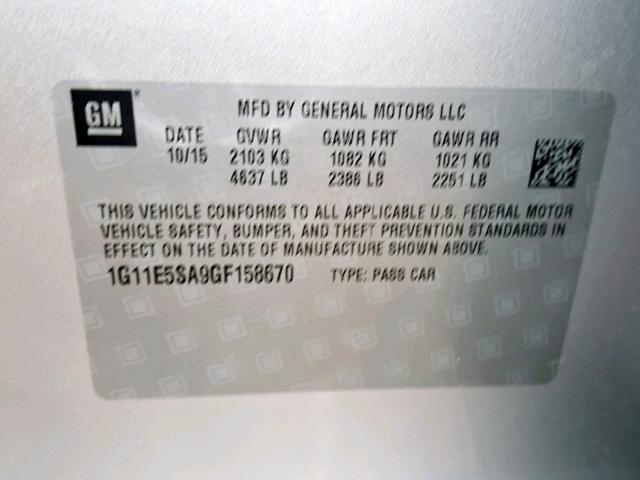 GM
MFD BY GENERAL MOTORS LLC
DATE GVWR GAWR FRT GAWR RR
10/15 2103 KG 1082 KG 1021 KG
4637 LB 2386 LB 2251 LB
THIS VEHICLE CONFORMS TO ALL APPLICABLE U.S. FEDERAL MOTOR
VEHICLE SAFETY, BUMPER, AND THEFT PREVENTION STANDARDS IN
EFFECT ON THE DATE OF MANUFACTURE SHOWN ABOVE.
1G11E5SA9GF158670 TYPE: PASS CAR